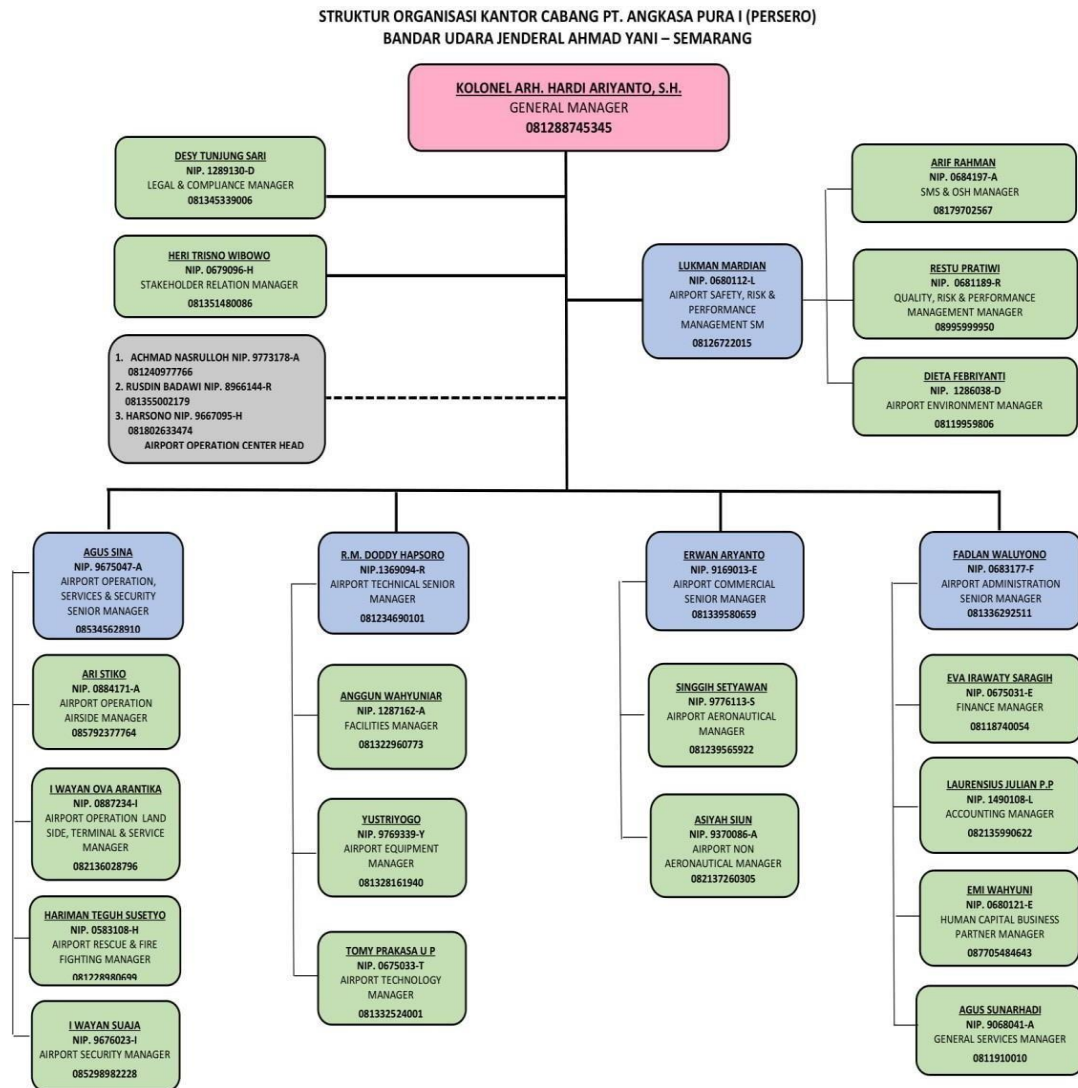 STRUKTUR ORGANISASI KANTOR CABANG PT. ANGKASA PURA I (PERSERO)
BANDAR UDARA JENDERAL AHMAD YANI – SEMARANG
KOLONEL ARH. HARDI ARIYANTO, S.H.
GENERAL MANAGER
081288745345
DESY TUNJUNG SARI
NIP. 1289130-D
LEGAL & COMPLIANCE MANAGER
081345339006
HERI TRISNO WIBOWO
NIP. 0679096-H
STAKEHOLDER RELATION MANAGER
081351480086
1. ACHMAD NASRULLOH NIP. 9773178-A
081240977766
2. RUSDIN BADAWI NIP. 8966144-R
081355002179
3. HARSONO NIP. 9667095-H
081802633474
AIRPORT OPERATION CENTER HEAD
LUKMAN MARDIAN
NIP. 0680112-L
AIRPORT SAFETY, RISK &
PERFORMANCE
MANAGEMENT SM
08126722015
ARIF RAHMAN
NIP. 0684197-A
SMS & OSH MANAGER
08179702567
RESTU PRATIWI
NIP. 0681189-R
QUALITY, RISK & PERFORMANCE
MANAGEMENT MANAGER
08995999950
DIETA FEBRIYANTI
NIP. 1286038-D
AIRPORT ENVIRONMENT MANAGER
08119959806
AGUS SINA
NIP. 9675047-A
AIRPORT OPERATION,
SERVICES & SECURITY
SENIOR MANAGER
085345628910
ARI STIKO
NIP. 0884171-A
AIRPORT OPERATION
AIRSIDE MANAGER
085792377764
I WAYAN OVA ARANTIKA
NIP. 0887234-I
AIRPORT OPERATION LAND
SIDE, TERMINAL & SERVICE
MANAGER
082136028796
HARIMAN TEGUH SUSETYO
NIP. 0583108-H
AIRPORT RESCUE & FIRE
FIGHTING MANAGER
081228980699
I WAYAN SUAJA
NIP. 9676023-I
AIRPORT SECURITY MANAGER
085298982228
R.M. DODDY HAPSORO
NIP.1369094-R
AIRPORT TECHNICAL SENIOR
MANAGER
081234690101
ANGGUN WAHYUNIAR
NIP. 1287162-A
FACILITIES MANAGER
081322960773
YUSTRIYOGO
NIP. 9769339-Y
AIRPORT EQUIPMENT
MANAGER
081328161940
TOMY PRAKASA U P
NIP. 0675033-T
AIRPORT TECHNOLOGY
MANAGER
081332524001
ERWAN ARYANTO
NIP. 9169013-E
AIRPORT COMMERCIAL
SENIOR MANAGER
081339580659
SINGGIH SETYAWAN
NIP. 9776113-S
AIRPORT AERONAUTICAL
MANAGER
081239565922
ASIYAH SIUN
NIP. 9370086-A
AIRPORT NON
AERONAUTICAL MANAGER
082137260305
FADLAN WALUYONO
NIP. 0683177-F
AIRPORT ADMINISTRATION
SENIOR MANAGER
081336292511
EVA IRAWATY SARAGIH
NIP. 0675031-E
FINANCE MANAGER
08118740054
LAURENSIUS JULIAN P.P
NIP. 1490108-L
ACCOUNTING MANAGER
082135990622
EMI WAHYUNI
NIP. 0680121-E
HUMAN CAPITAL BUSINESS
PARTNER MANAGER
087705484643
AGUS SUNARHADI
NIP. 9068041-A
GENERAL SERVICES MANAGER
0811910010